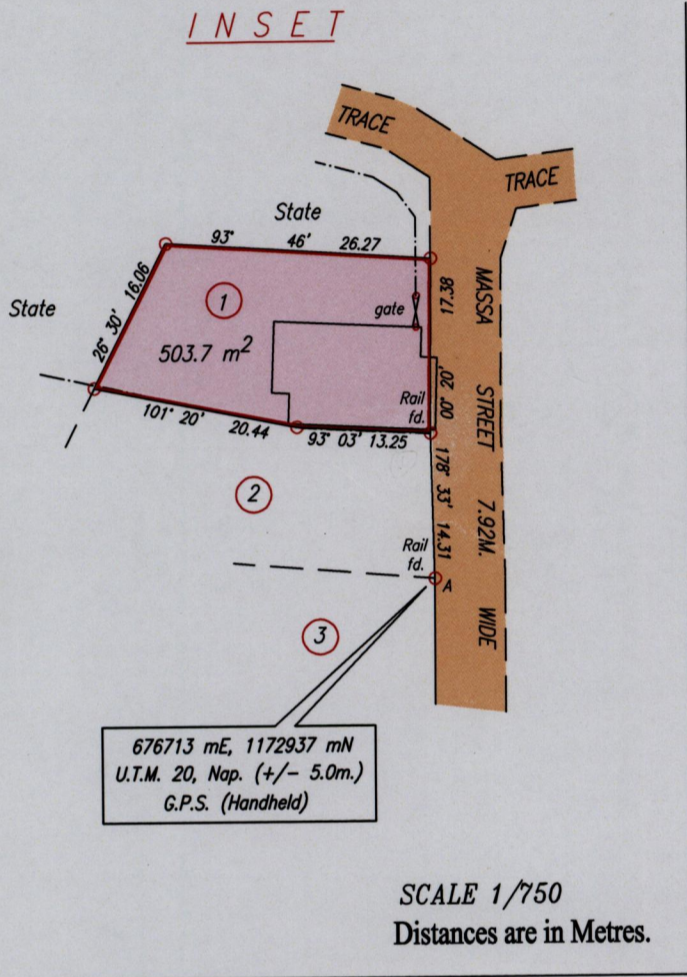 INSET
TRACE
TRACE
State
93° 46' 26.27
16.06
26° 30'
State
1
503.7 m²
gate
17.38
00° 20'
Rail
fd.
101° 20' 20.44
93° 03' 13.25
MASSA STREET 7.92M. WIDE
2
178° 33' 14.31
Rail
fd.
A
3
676713 mE, 1172937 mN
U.T.M. 20, Nap. (+/- 5.0m.)
G.P.S. (Handheld)
SCALE 1/750
Distances are in Metres.